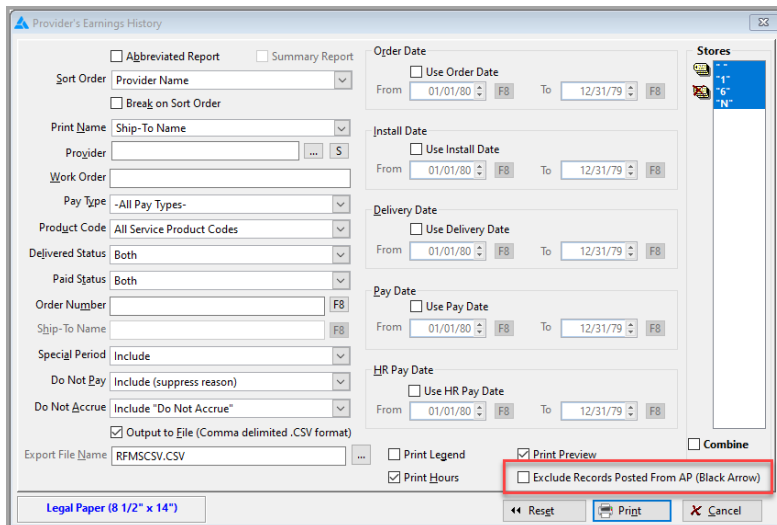 Provider's Earnings History
Abbreviated Report
Summary Report
Sort Order
Provider Name
Break on Sort Order
Print Name
Ship-To Name
Provider
...
S
Work Order
Pay Type
-All Pay Types-
Product Code
All Service Product Codes
Delivered Status
Both
Paid Status
Both
Order Number
F8
Ship-To Name
F8
Special Period
Include
Do Not Pay
Include (suppress reason)
Do Not Accrue
Include "Do Not Accrue"
Output to File (Comma delimited .CSV format)
Export File Name
RFMSCSV.CSV
...
Legal Paper (8 1/2" x 14")
Order Date
Use Order Date
From 01/01/80 F8 To 12/31/79 F8
Install Date
Use Install Date
From 01/01/80 F8 To 12/31/79 F8
Delivery Date
Use Delivery Date
From 01/01/80 F8 To 12/31/79 F8
Pay Date
Use Pay Date
From 01/01/80 F8 To 12/31/79 F8
HR Pay Date
Use HR Pay Date
From 01/01/80 F8 To 12/31/79 F8
Print Legend
Print Preview
Print Hours
Exclude Records Posted From AP (Black Arrow)
Stores
" "
"1"
"6"
"N"
Combine
Reset
Print
Cancel